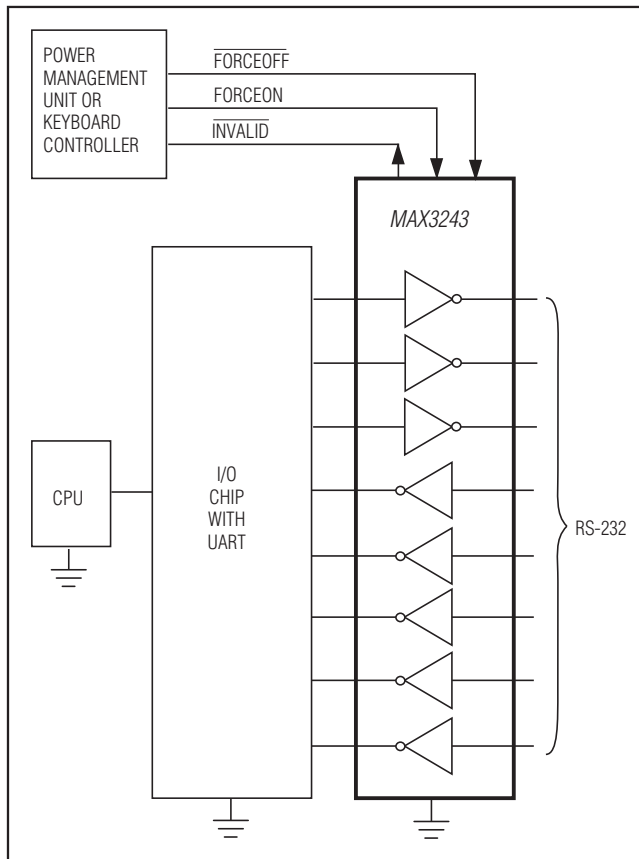 POWER
MANAGEMENT
UNIT OR
KEYBOARD
CONTROLLER
FORCEOFF
FORCEON
INVALID
MAX3243
CPU
I/O
CHIP
WITH
UART
RS-232